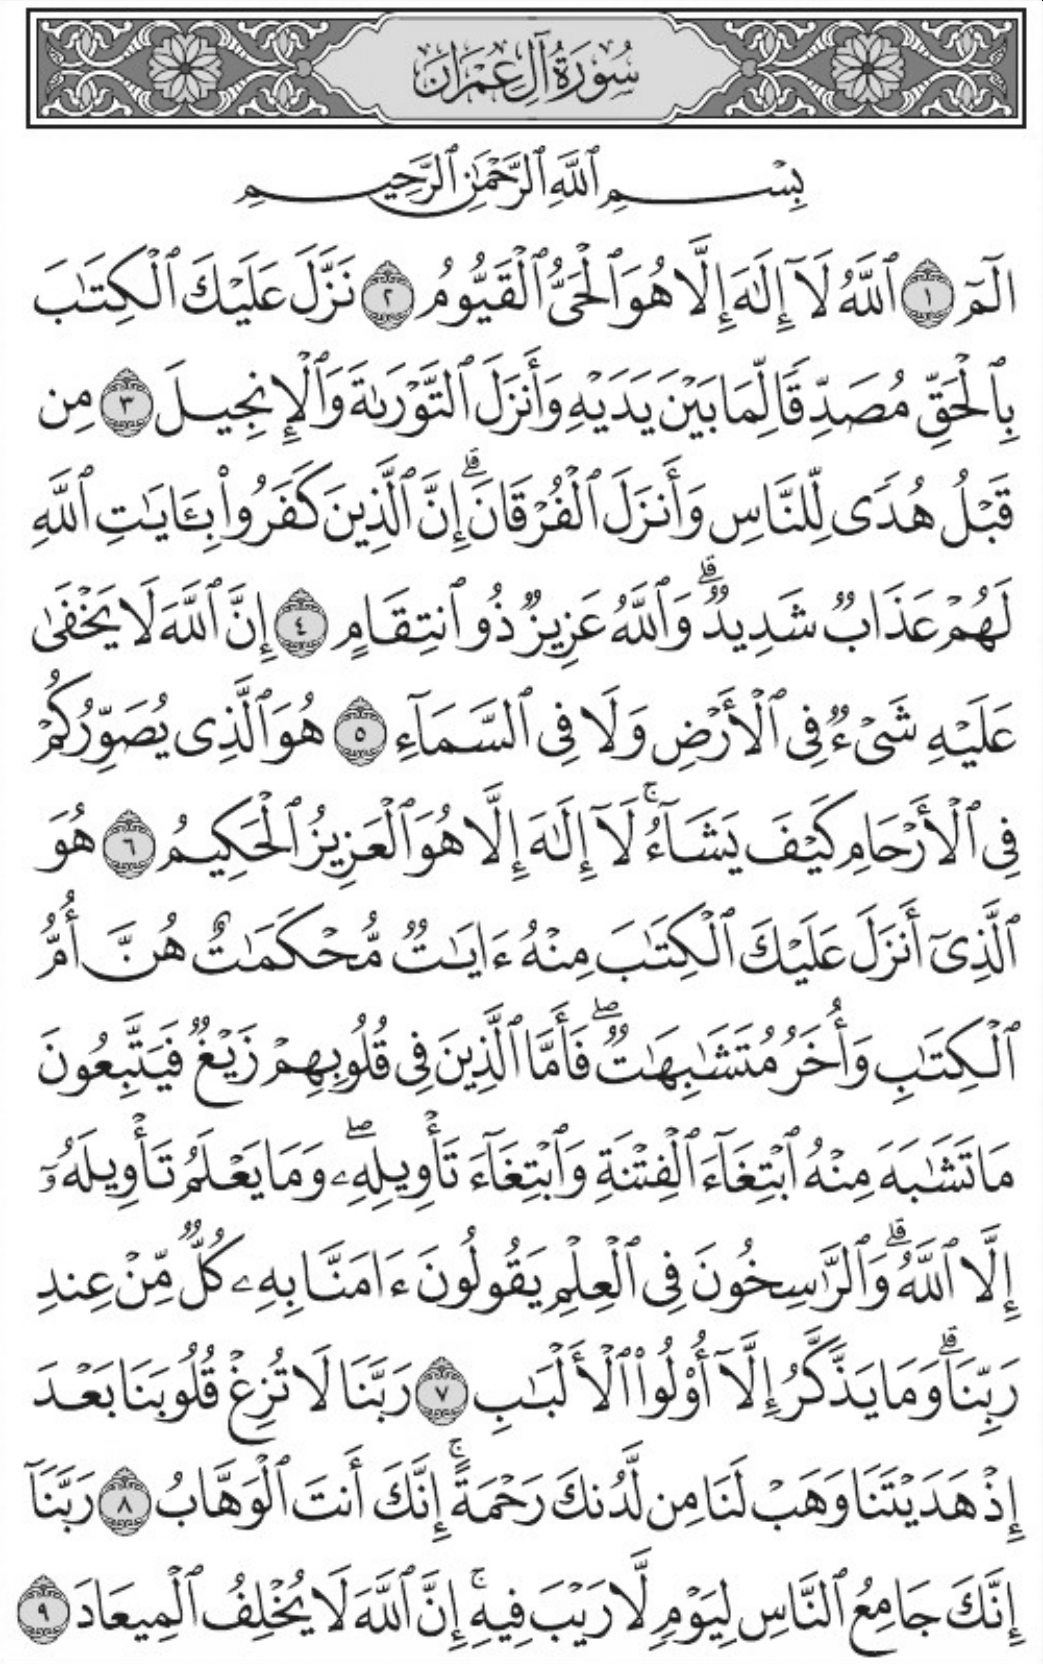 سُورَةُ آلِ عِمْرَانَ
بِسْمِ ٱللَّهِ ٱلرَّحْمَٰنِ ٱلرَّحِيمِ
الٓمٓ ١ ٱللَّهُ لَآ إِلَٰهَ إِلَّا هُوَ ٱلْحَىُّ ٱلْقَيُّومُ ٢ نَزَّلَ عَلَيْكَ ٱلْكِتَٰبَ
بِٱلْحَقِّ مُصَدِّقًا لِّمَا بَيْنَ يَدَيْهِ وَأَنزَلَ ٱلتَّوْرَىٰةَ وَٱلْإِنجِيلَ ٣ مِن
قَبْلُ هُدًى لِّلنَّاسِ وَأَنزَلَ ٱلْفُرْقَانَ ۗ إِنَّ ٱلَّذِينَ كَفَرُوا۟ بِـَٔايَٰتِ ٱللَّهِ
لَهُمْ عَذَابٌ شَدِيدٌ ۗ وَٱللَّهُ عَزِيزٌ ذُو ٱنتِقَامٍ ٤ إِنَّ ٱللَّهَ لَا يَخْفَىٰ
عَلَيْهِ شَىْءٌ فِى ٱلْأَرْضِ وَلَا فِى ٱلسَّمَآءِ ٥ هُوَ ٱلَّذِى يُصَوِّرُكُمْ
فِى ٱلْأَرْحَامِ كَيْفَ يَشَآءُ ۚ لَآ إِلَٰهَ إِلَّا هُوَ ٱلْعَزِيزُ ٱلْحَكِيمُ ٦ هُوَ
ٱلَّذِىٓ أَنزَلَ عَلَيْكَ ٱلْكِتَٰبَ مِنْهُ ءَايَٰتٌ مُّحْكَمَٰتٌ هُنَّ أُمُّ
ٱلْكِتَٰبِ وَأُخَرُ مُتَشَٰبِهَٰتٌ ۖ فَأَمَّا ٱلَّذِينَ فِى قُلُوبِهِمْ زَيْغٌ فَيَتَّبِعُونَ
مَا تَشَٰبَهَ مِنْهُ ٱبْتِغَآءَ ٱلْفِتْنَةِ وَٱبْتِغَآءَ تَأْوِيلِهِۦ ۖ وَمَا يَعْلَمُ تَأْوِيلَهُۥٓ
إِلَّا ٱللَّهُ ۗ وَٱلرَّٰسِخُونَ فِى ٱلْعِلْمِ يَقُولُونَ ءَامَنَّا بِهِۦ كُلٌّ مِّنْ عِندِ
رَبِّنَا ۗ وَمَا يَذَّكَّرُ إِلَّآ أُو۟لُوا۟ ٱلْأَلْبَٰبِ ٧ رَبَّنَا لَا تُزِغْ قُلُوبَنَا بَعْدَ
إِذْ هَدَيْتَنَا وَهَبْ لَنَا مِن لَّدُنكَ رَحْمَةً ۚ إِنَّكَ أَنتَ ٱلْوَهَّابُ ٨ رَبَّنَآ
إِنَّكَ جَامِعُ ٱلنَّاسِ لِيَوْمٍ لَّا رَيْبَ فِيهِ ۚ إِنَّ ٱللَّهَ لَا يُخْلِفُ ٱلْمِيعَادَ ٩